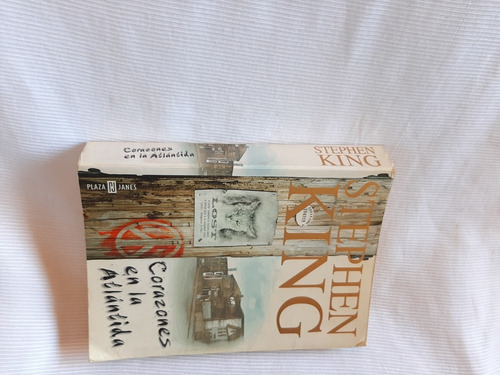 Corazones
en la Atlántida
STEPHEN
KING
PLAZA JANES
STEPHEN
KING
LOST
Corazones
en la
Atlántida